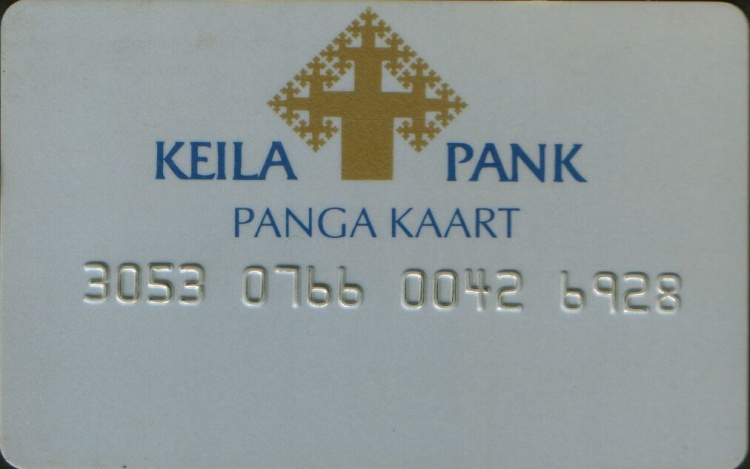 KEILA PANK
PANGA KAART
3053 0766 0042 6928